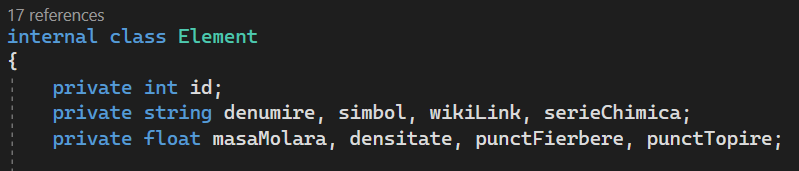 17 references
internal class Element
{
private int id;
private string denumire, simbol, wikiLink, serieChimica;
private float masaMolara, densitate, punctFierbere, punctTopire;